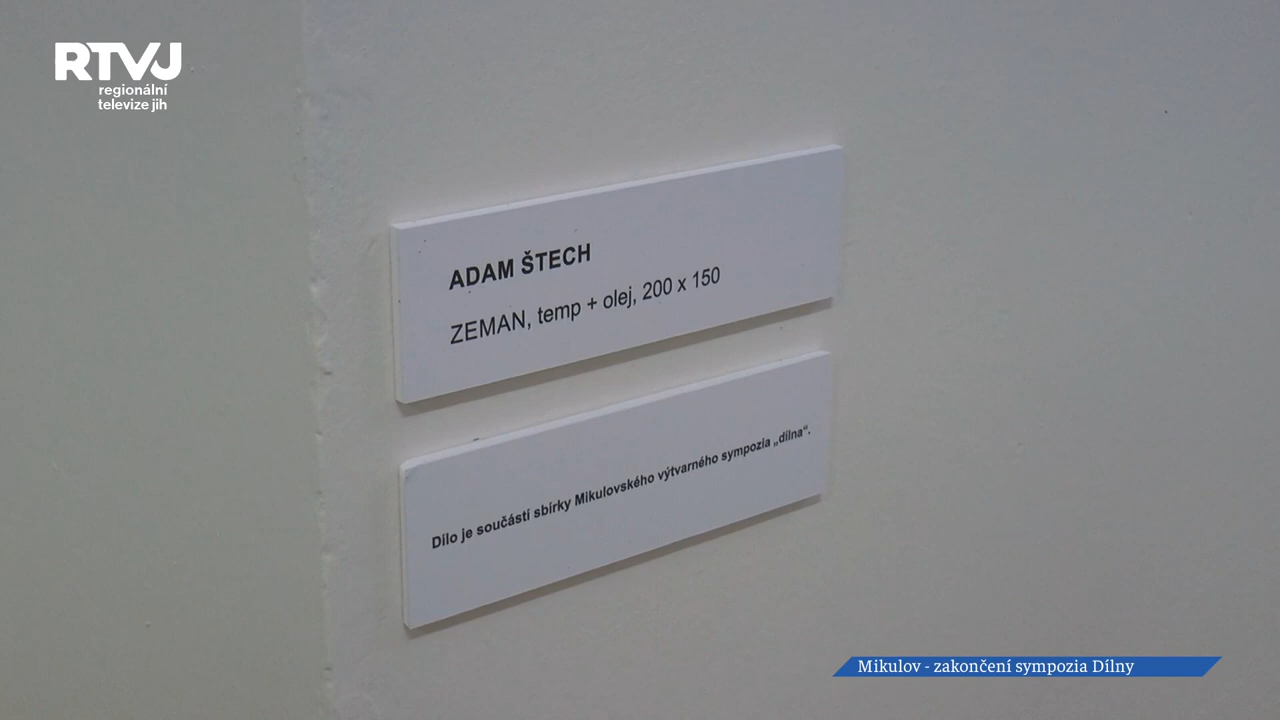 RTVJ
regionální
televize jih
ADAM ŠTECH
ZEMAN, temp + olej, 200 x 150
Dílo je součástí sbírky Mikulovského výtvarného sympozia „dílna“.
Mikulov - zakončení sympozia Dílny